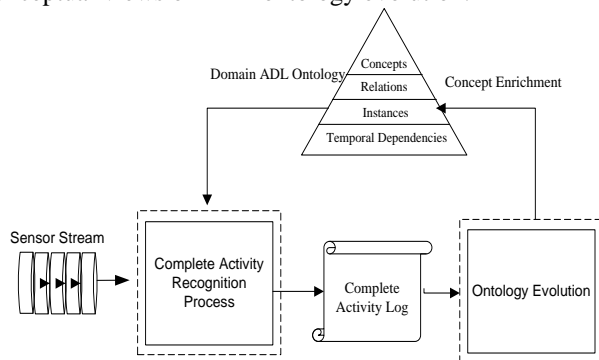 Concepts
Domain ADL Ontology
Relations
Concept Enrichment
Instances
Temporal Dependencies
Sensor Stream
Complete Activity
Recognition
Process
Complete
Activity Log
Ontology Evolution